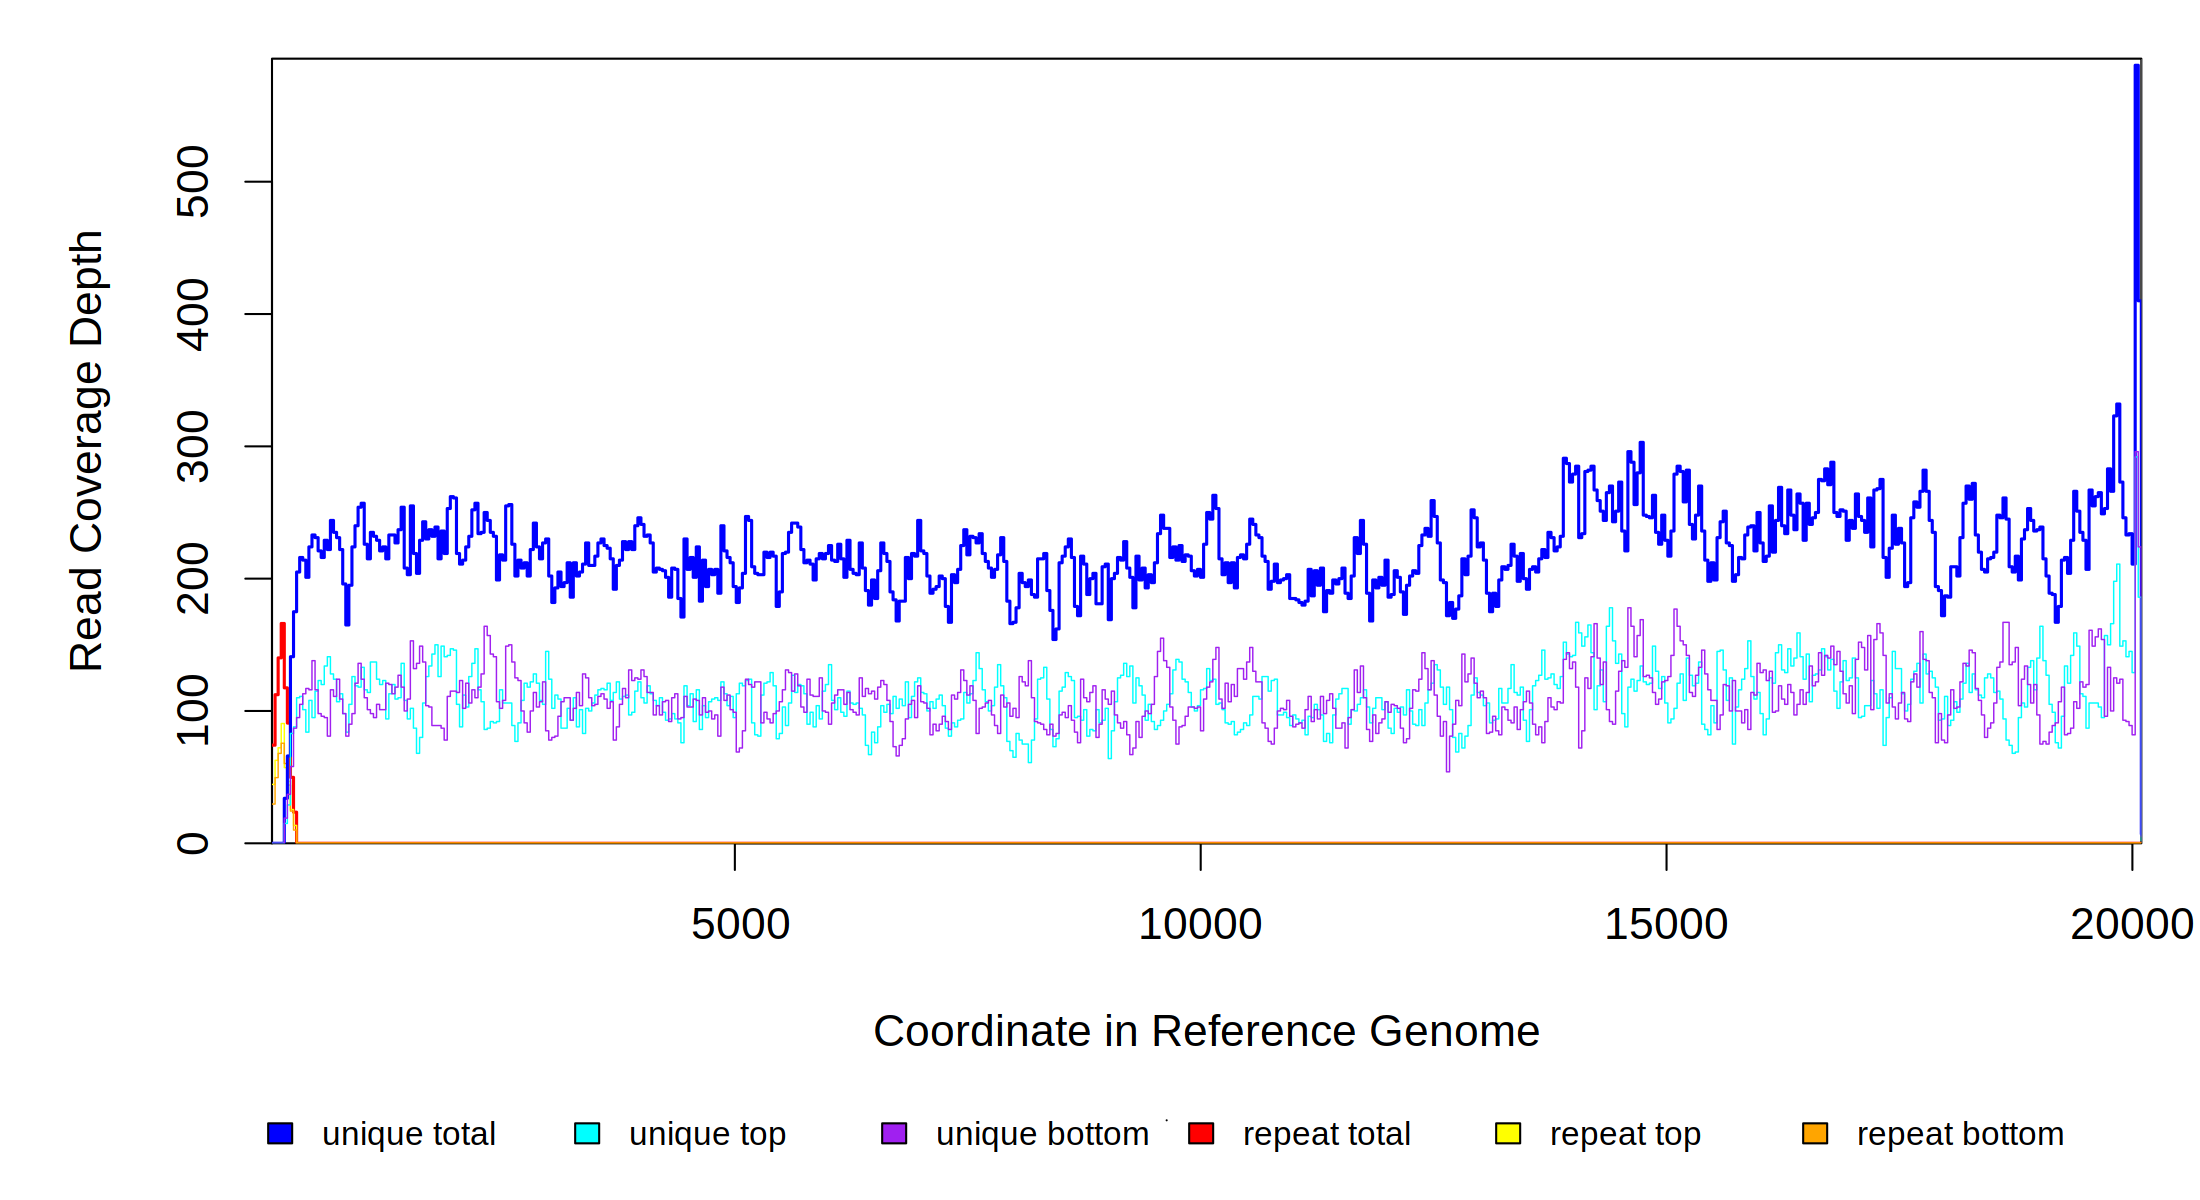 500
400
300
200
100
0
Read Coverage Depth
5000 10000 15000 20000
Coordinate in Reference Genome
unique total unique top unique bottom repeat total repeat top repeat bottom